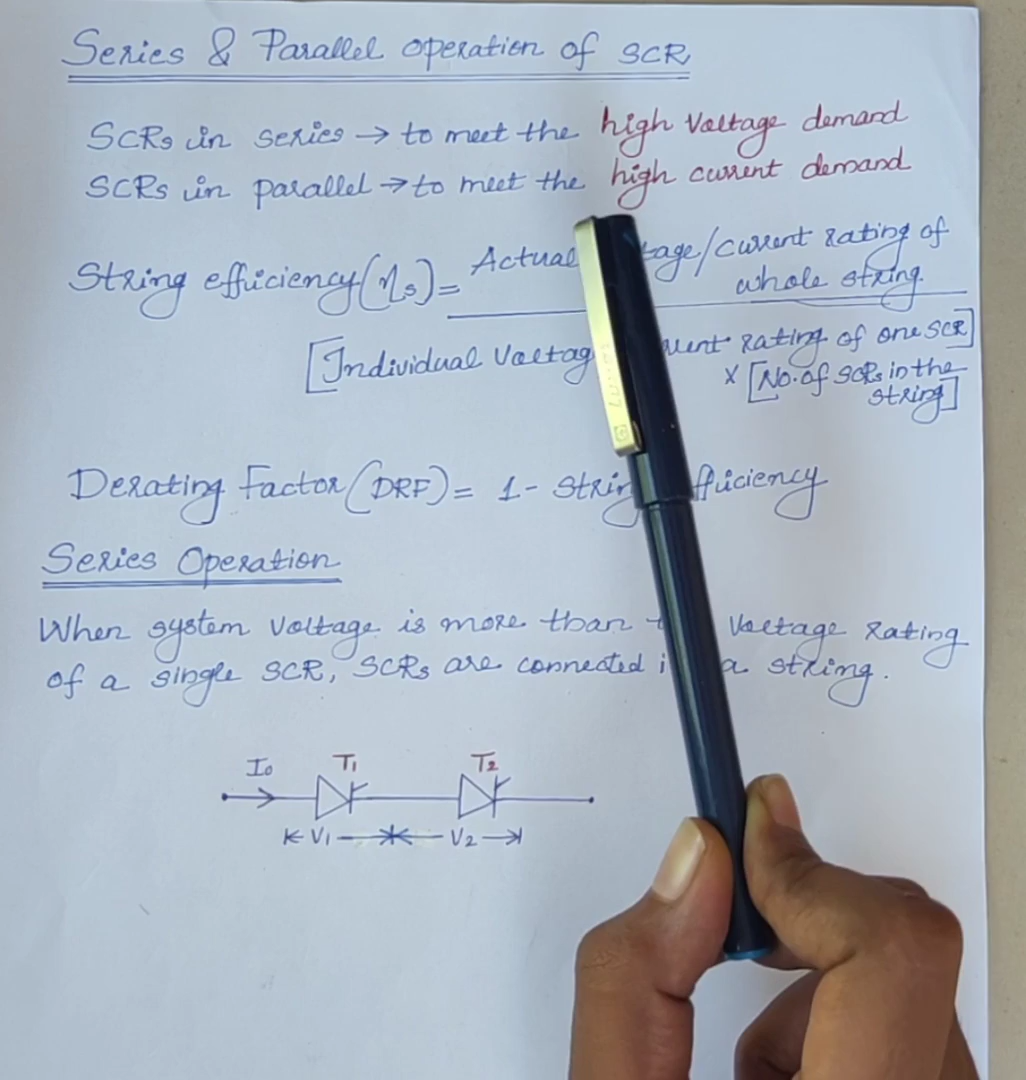 Series & Parallel operation of SCR
SCRs in series → to meet the high voltage demand
SCRs in parallel → to meet the high current demand
String efficiency (ηs) = Actual /current rating of
whole string
[Individual rating of one SCR]
× [No. of SCRs in the
string]
Derating Factor (DRF) = 1 - String efficiency
Series Operation
When system voltage is more than voltage rating
of a single SCR, SCRs are connected a string.
I₀ T₁ T₂
V₁ V₂